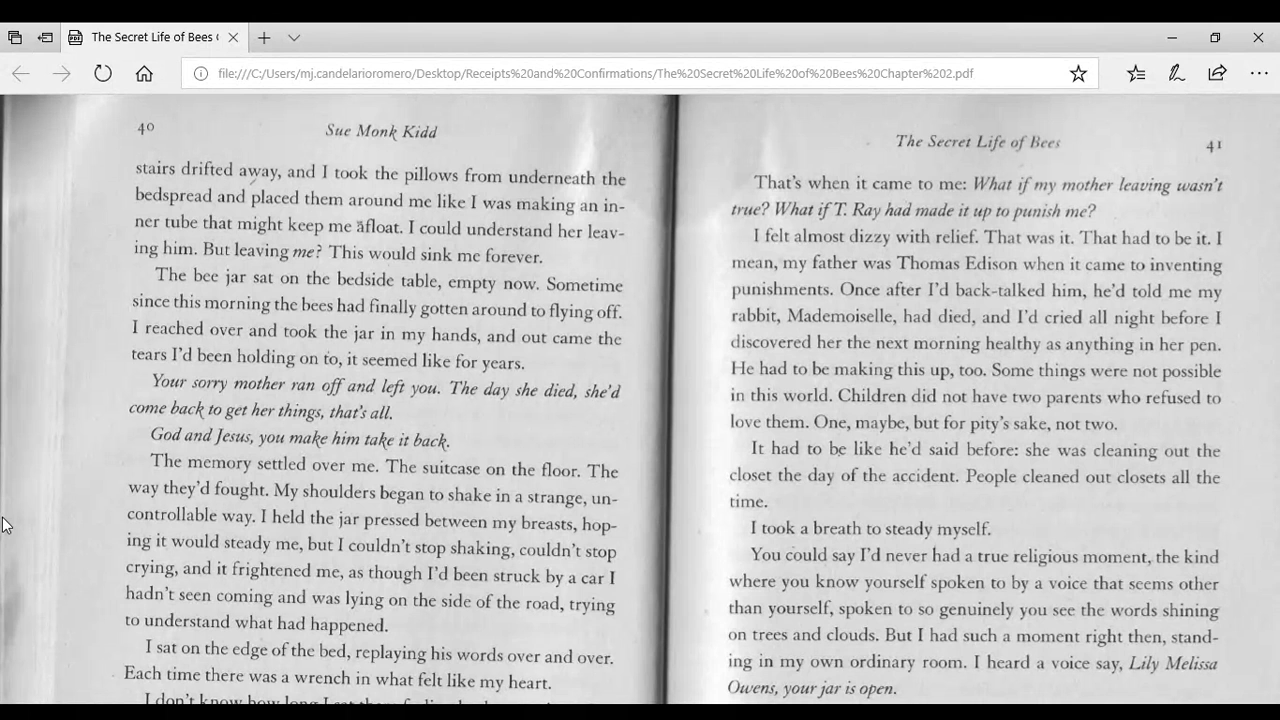 The Secret Life of Bees (
file:///C:/Users/mj.candelarioromero/Desktop/Receipts%20and%20Confirmations/The%20Secret%20Life%20of%20Bees%20Chapter%202.pdf
40
Sue Monk Kidd
stairs drifted away, and I took the pillows from underneath the
bedspread and placed them around me like I was making an in-
ner tube that might keep me afloat. I could understand her leav-
ing him. But leaving me? This would sink me forever.
The bee jar sat on the bedside table, empty now. Sometime
since this morning the bees had finally gotten around to flying off.
I reached over and took the jar in my hands, and out came the
tears I'd been holding on to, it seemed like for years.
Your sorry mother ran off and left you. The day she died, she'd
come back to get her things, that's all.
God and Jesus, you make him take it back.
The memory settled over me. The suitcase on the floor. The
way they'd fought. My shoulders began to shake in a strange, un-
controllable way. I held the jar pressed between my breasts, hop-
ing it would steady me, but I couldn't stop shaking, couldn't stop
crying, and it frightened me, as though I'd been struck by a car I
hadn't seen coming and was lying on the side of the road, trying
to understand what had happened.
I sat on the edge of the bed, replaying his words over and over.
Each time there was a wrench in what felt like my heart.
I don't know how long I sat there
The Secret Life of Bees
41
That's when it came to me: What if my mother leaving wasn't
true? What if T. Ray had made it up to punish me?
I felt almost dizzy with relief. That was it. That had to be it. I
mean, my father was Thomas Edison when it came to inventing
punishments. Once after I'd back-talked him, he'd told me my
rabbit, Mademoiselle, had died, and I'd cried all night before I
discovered her the next morning healthy as anything in her pen.
He had to be making this up, too. Some things were not possible
in this world. Children did not have two parents who refused to
love them. One, maybe, but for pity's sake, not two.
It had to be like he'd said before: she was cleaning out the
closet the day of the accident. People cleaned out closets all the
time.
I took a breath to steady myself.
You could say I'd never had a true religious moment, the kind
where you know yourself spoken to by a voice that seems other
than yourself, spoken to so genuinely you see the words shining
on trees and clouds. But I had such a moment right then, stand-
ing in my own ordinary room. I heard a voice say, Lily Melissa
Owens, your jar is open.